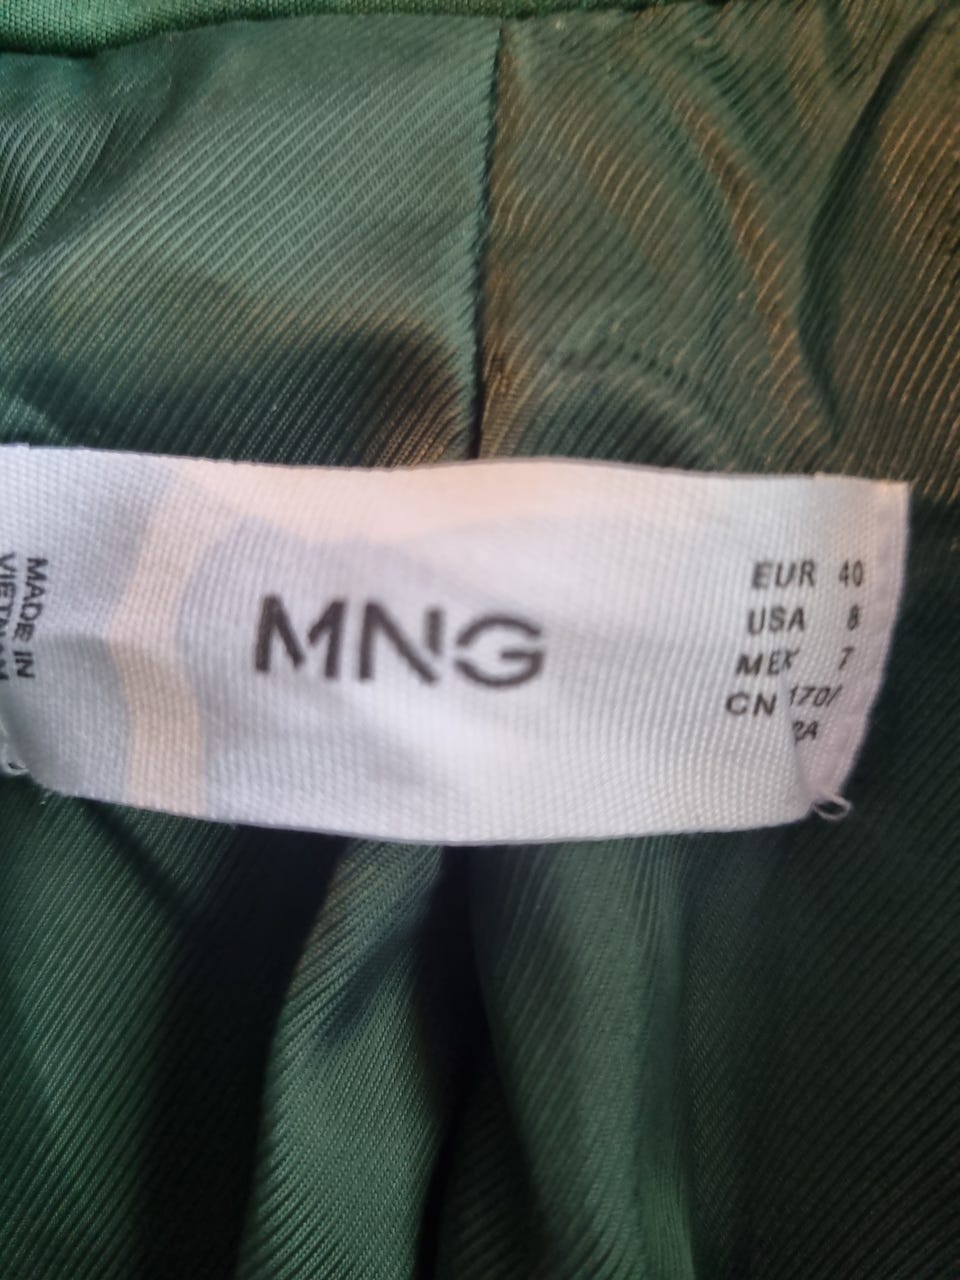 MADE IN
VIETNAM
MNG
EUR 40
USA 8
MEX 7
CN 170/